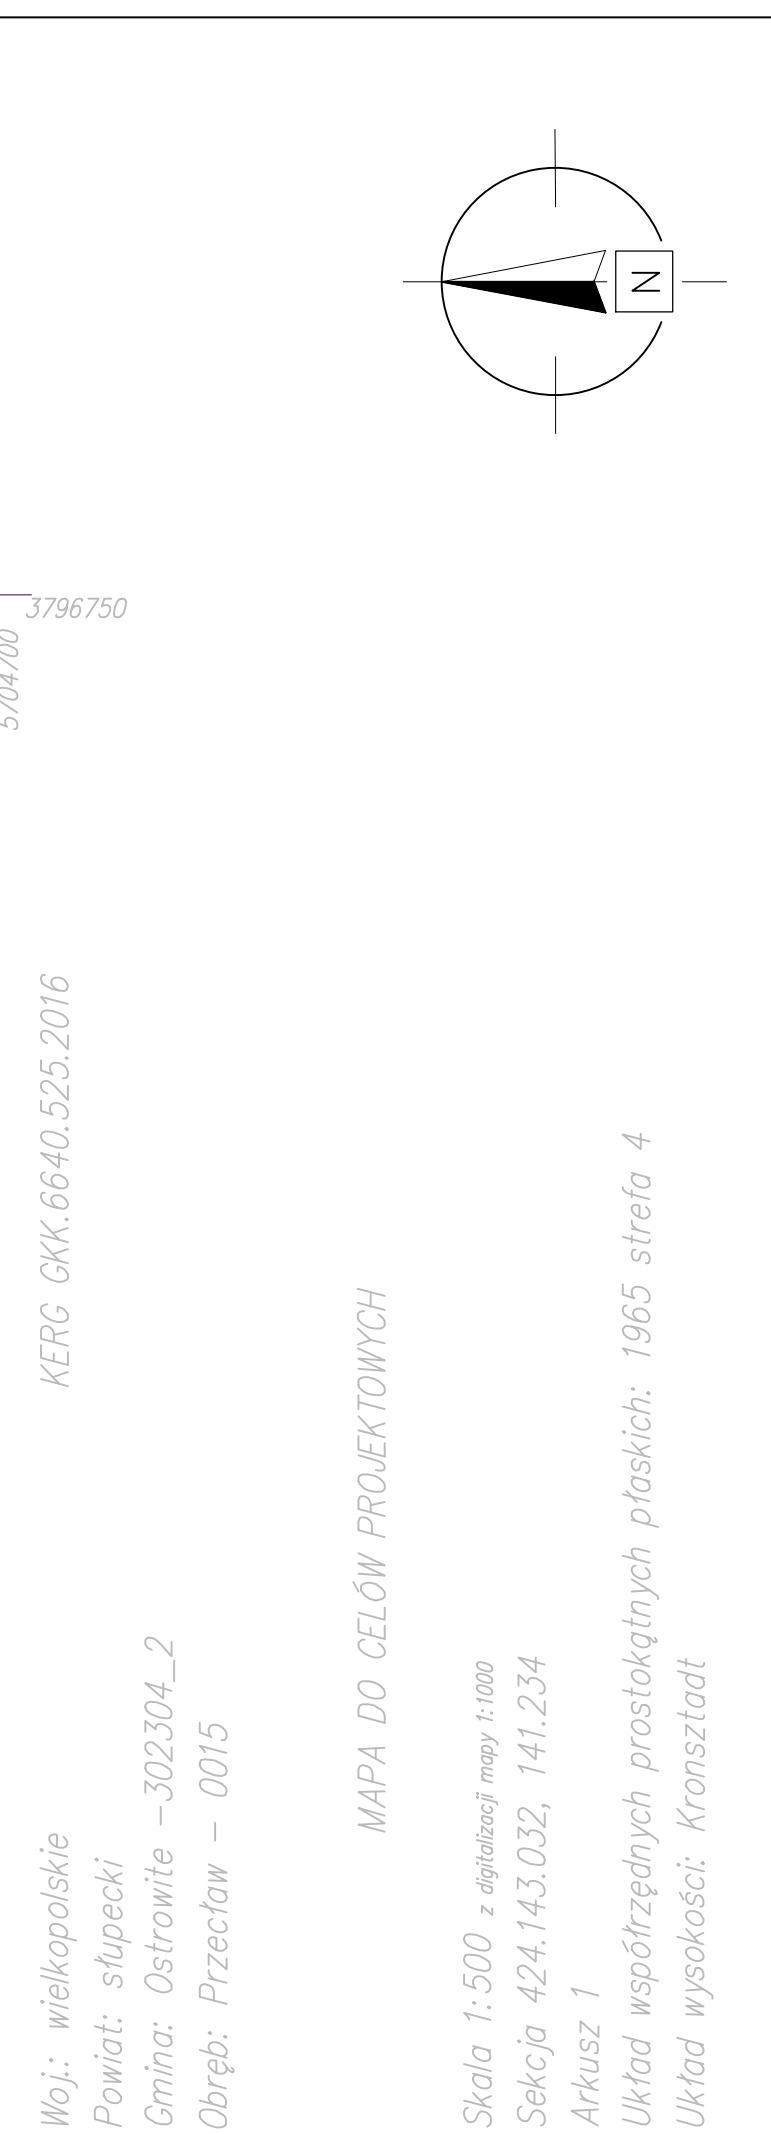 N
3796750
5704700
KERG GKK.6640.525.2016
Woj.: wielkopolskie
Powiat: słupecki
Gmina: Ostrowite -302304_2
Obręb: Przecław - 0015
MAPA DO CELÓW PROJEKTOWYCH
Skala 1:500 z digitalizacji mapy 1:1000
Sekcja 424.143.032, 141.234
Arkusz 1
Układ współrzędnych prostokątnych płaskich: 1965 strefa 4
Układ wysokości: Kronsztadt